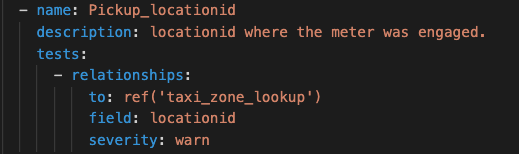 - name: Pickup_locationid
description: locationid where the meter was engaged.
tests:
- relationships:
to: ref('taxi_zone_lookup')
field: locationid
severity: warn